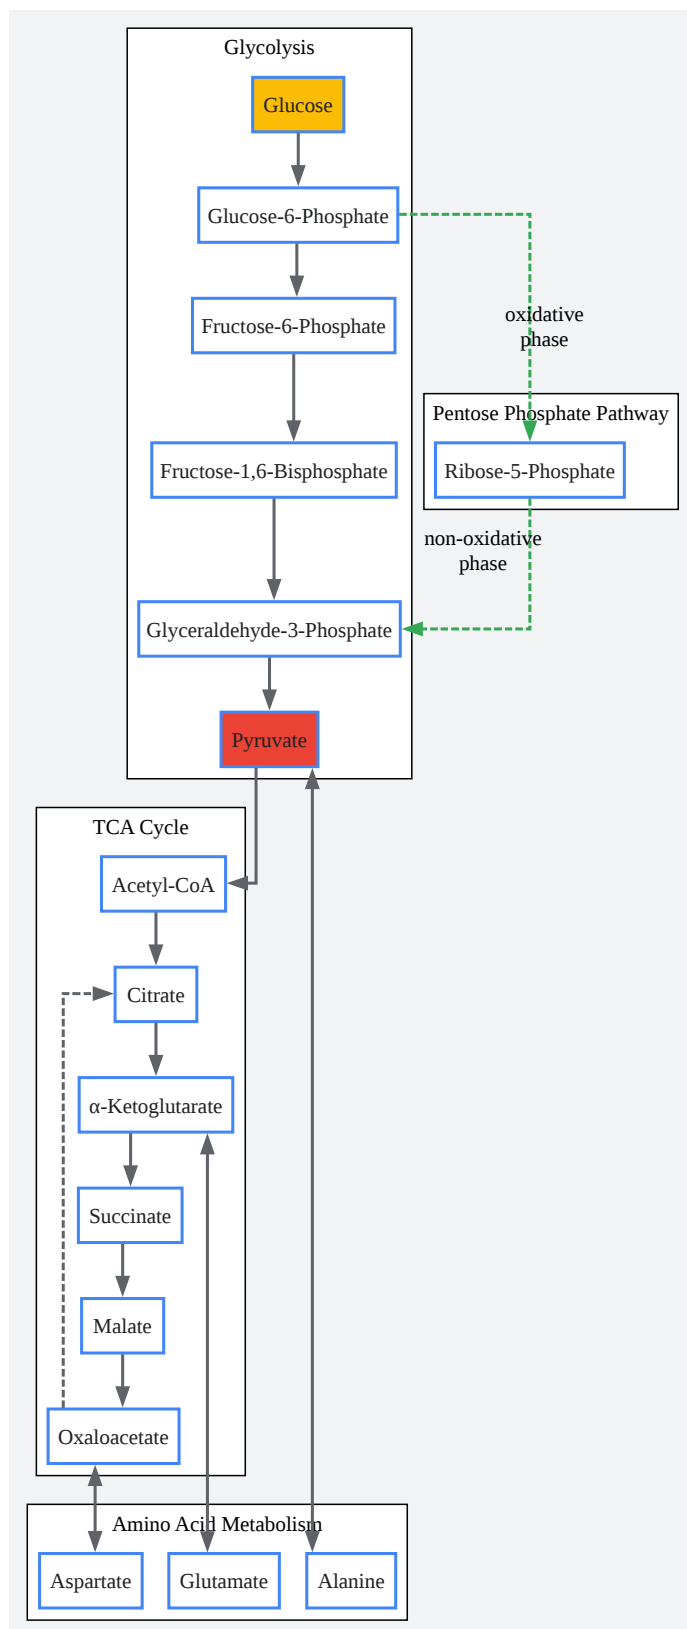 Glycolysis
Glucose
Glucose-6-Phosphate
Fructose-6-Phosphate
oxidative
phase
Pentose Phosphate Pathway
Fructose-1,6-Bisphosphate
Ribose-5-Phosphate
non-oxidative
phase
Glyceraldehyde-3-Phosphate
Pyruvate
TCA Cycle
Acetyl-CoA
Citrate
α-Ketoglutarate
Succinate
Malate
Oxaloacetate
Amino Acid Metabolism
Aspartate
Glutamate
Alanine